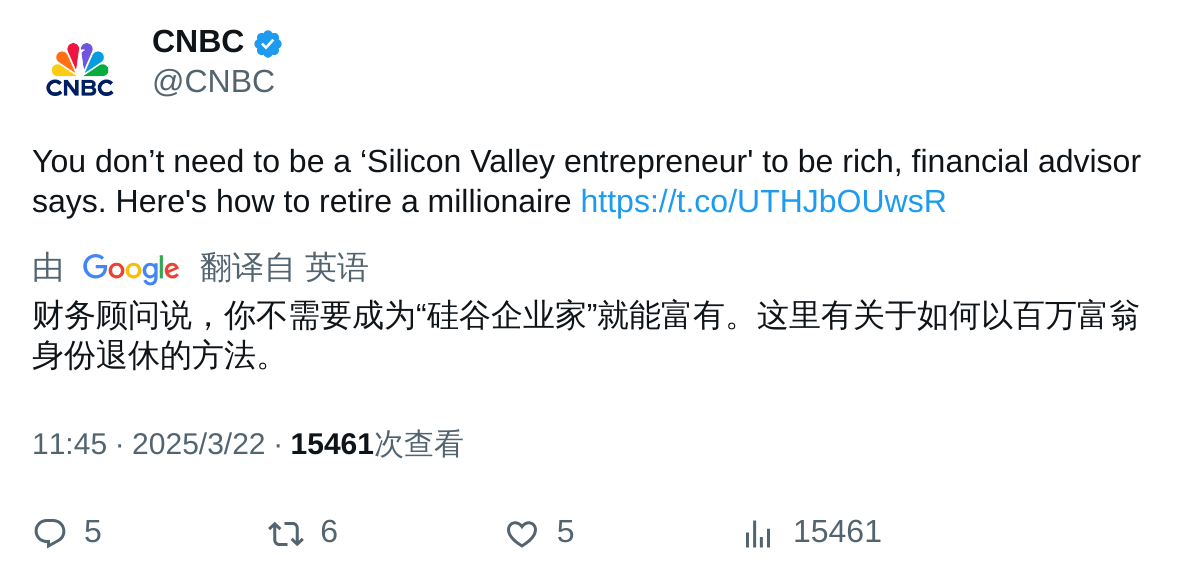 CNBC
CNBC
@CNBC
You don’t need to be a ‘Silicon Valley entrepreneur' to be rich, financial advisor
says. Here's how to retire a millionaire https://t.co/UTHJbOUwsR
由 Google 翻译自 英语
财务顾问说，你不需要成为“硅谷企业家”就能富有。这里有关于如何以百万富翁
身份退休的方法。
11:45 · 2025/3/22 · 15461次查看
5 6 5 15461